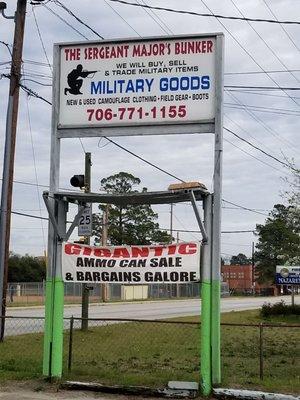 THE SERGEANT MAJOR'S BUNKER
WE BUY, SELL
& TRADE MILITARY ITEMS
MILITARY GOODS
NEW & USED CAMOUFLAGE CLOTHING · FIELD GEAR · BOOTS
706-771-1155
25
GIGANTIC
AMMO CAN SALE
& BARGAINS GALORE
NAZARET